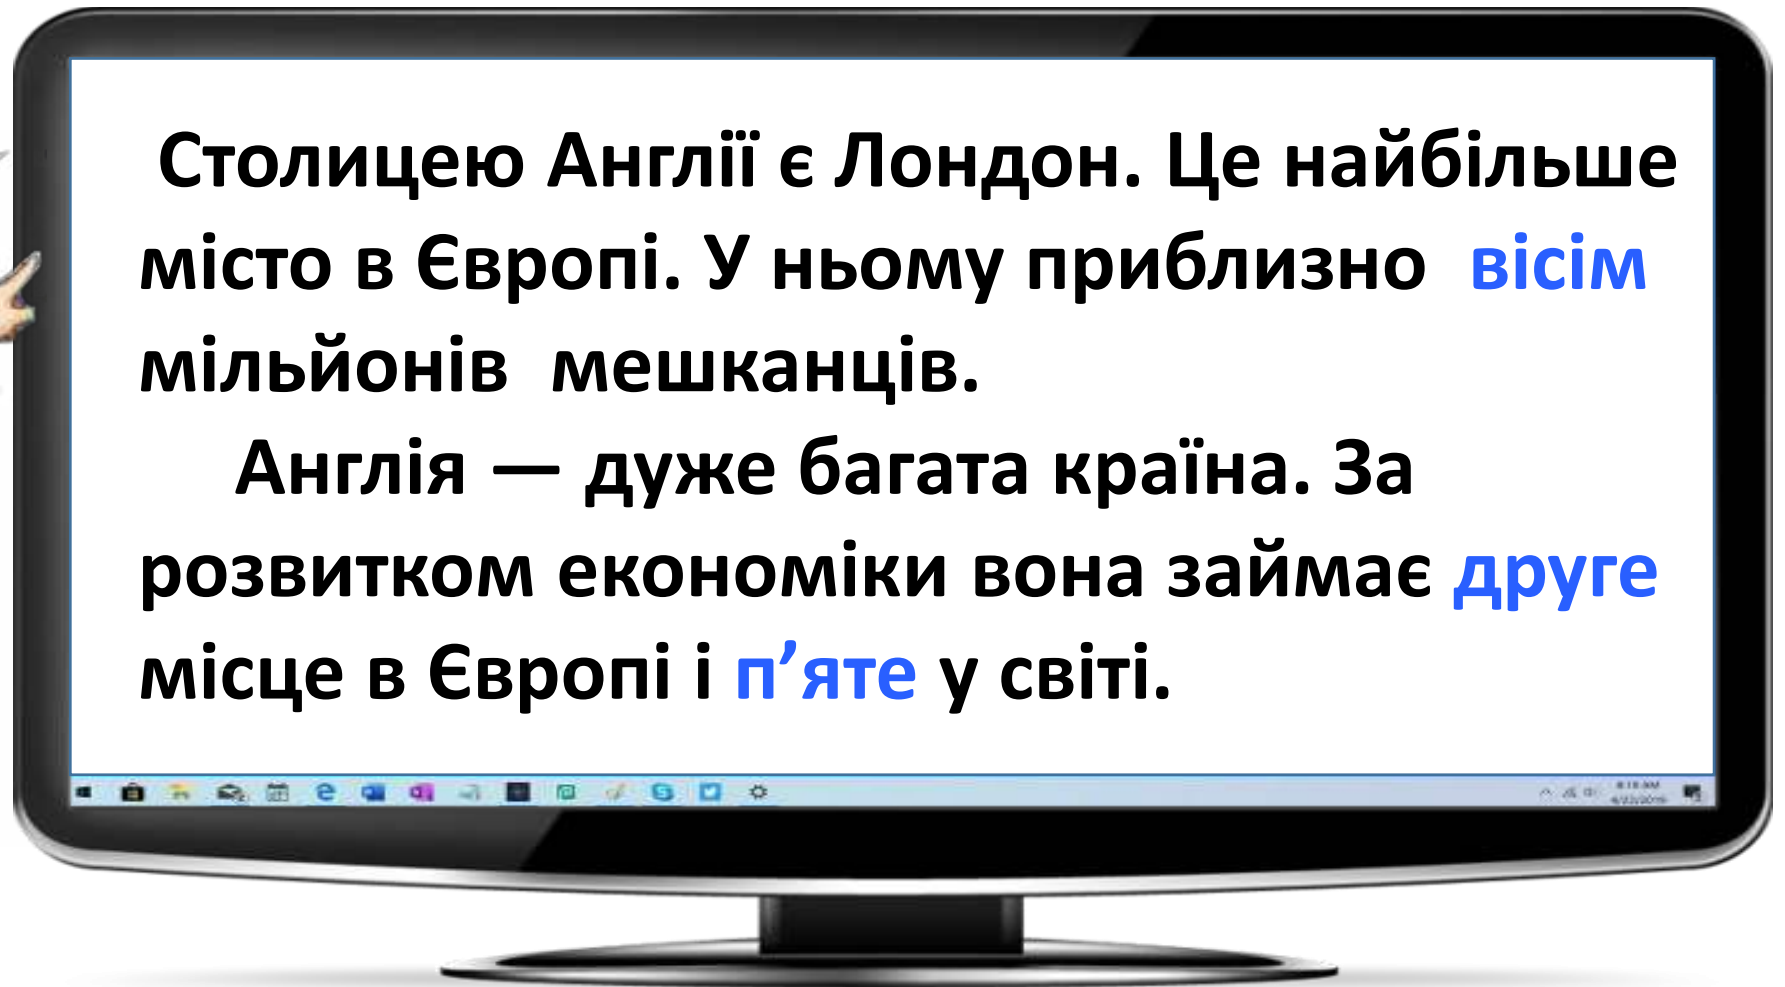 Столицею Англії є Лондон. Це найбільше
місто в Європі. У ньому приблизно вісім
мільйонів мешканців.
Англія — дуже багата країна. За
розвитком економіки вона займає друге
місце в Європі і п’яте у світі.